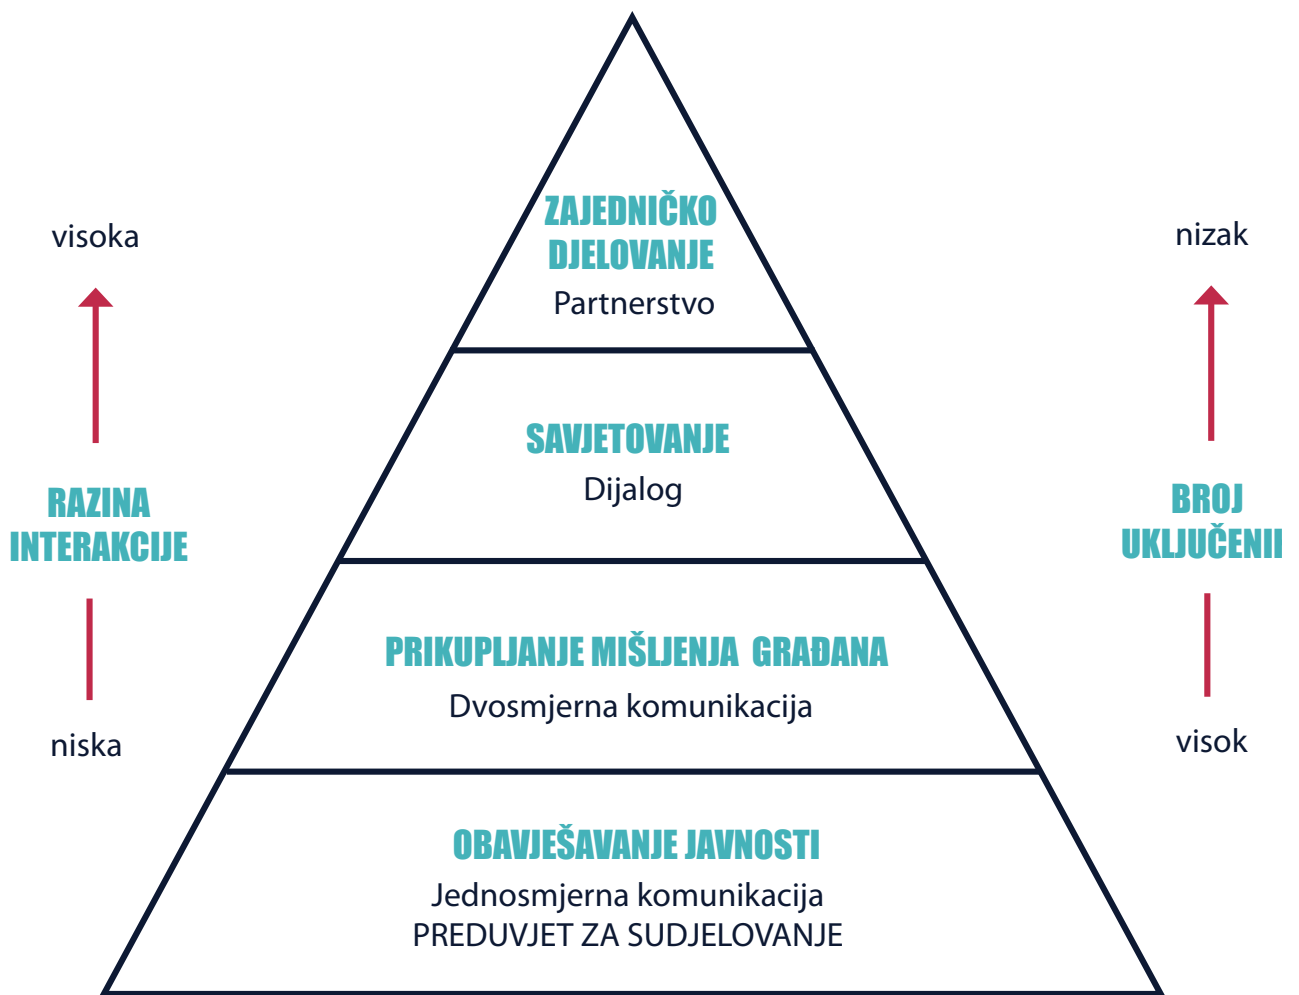 ZAJEDNIČKO
DJELOVANJE
Partnerstvo
SAVJETOVANJE
Dijalog
PRIKUPLJANJE MIŠLJENJA GRAĐANA
Dvosmjerna komunikacija
OBAVJEŠAVANJE JAVNOSTI
Jednosmjerna komunikacija
PREDUVJET ZA SUDJELOVANJE
visoka
RAZINA
INTERAKCIJE
niska
nizak
BROJ
UKLJUČENII
visok